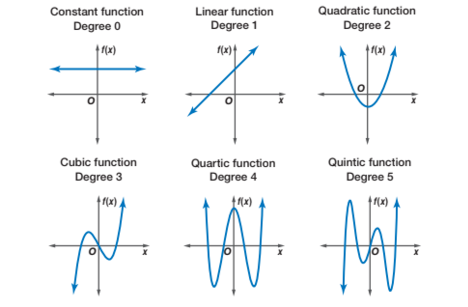 Constant function
Degree 0
Linear function
Degree 1
Quadratic function
Degree 2
f(x)
O
x
f(x)
O
x
f(x)
O
x
Cubic function
Degree 3
Quartic function
Degree 4
Quintic function
Degree 5
f(x)
O
x
f(x)
O
x
f(x)
O
x